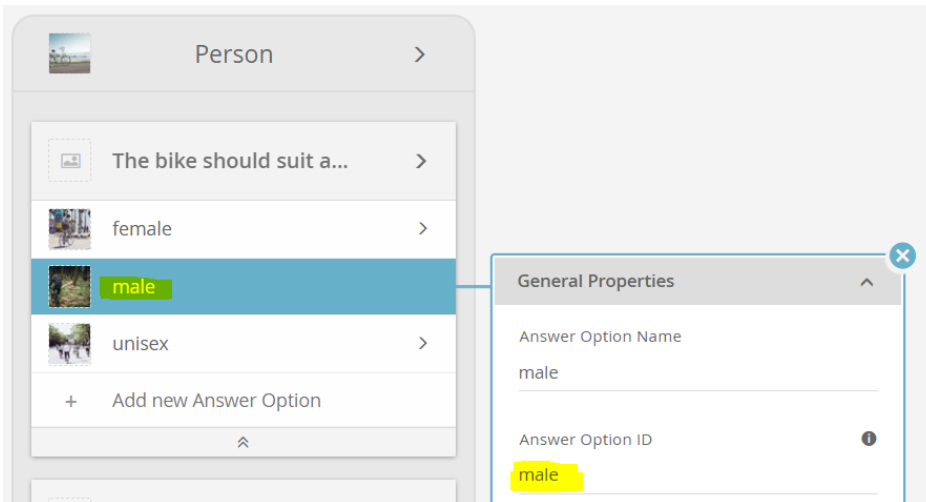 Person
The bike should suit a...
female
male
unisex
+ Add new Answer Option
General Properties
Answer Option Name
male
Answer Option ID
male